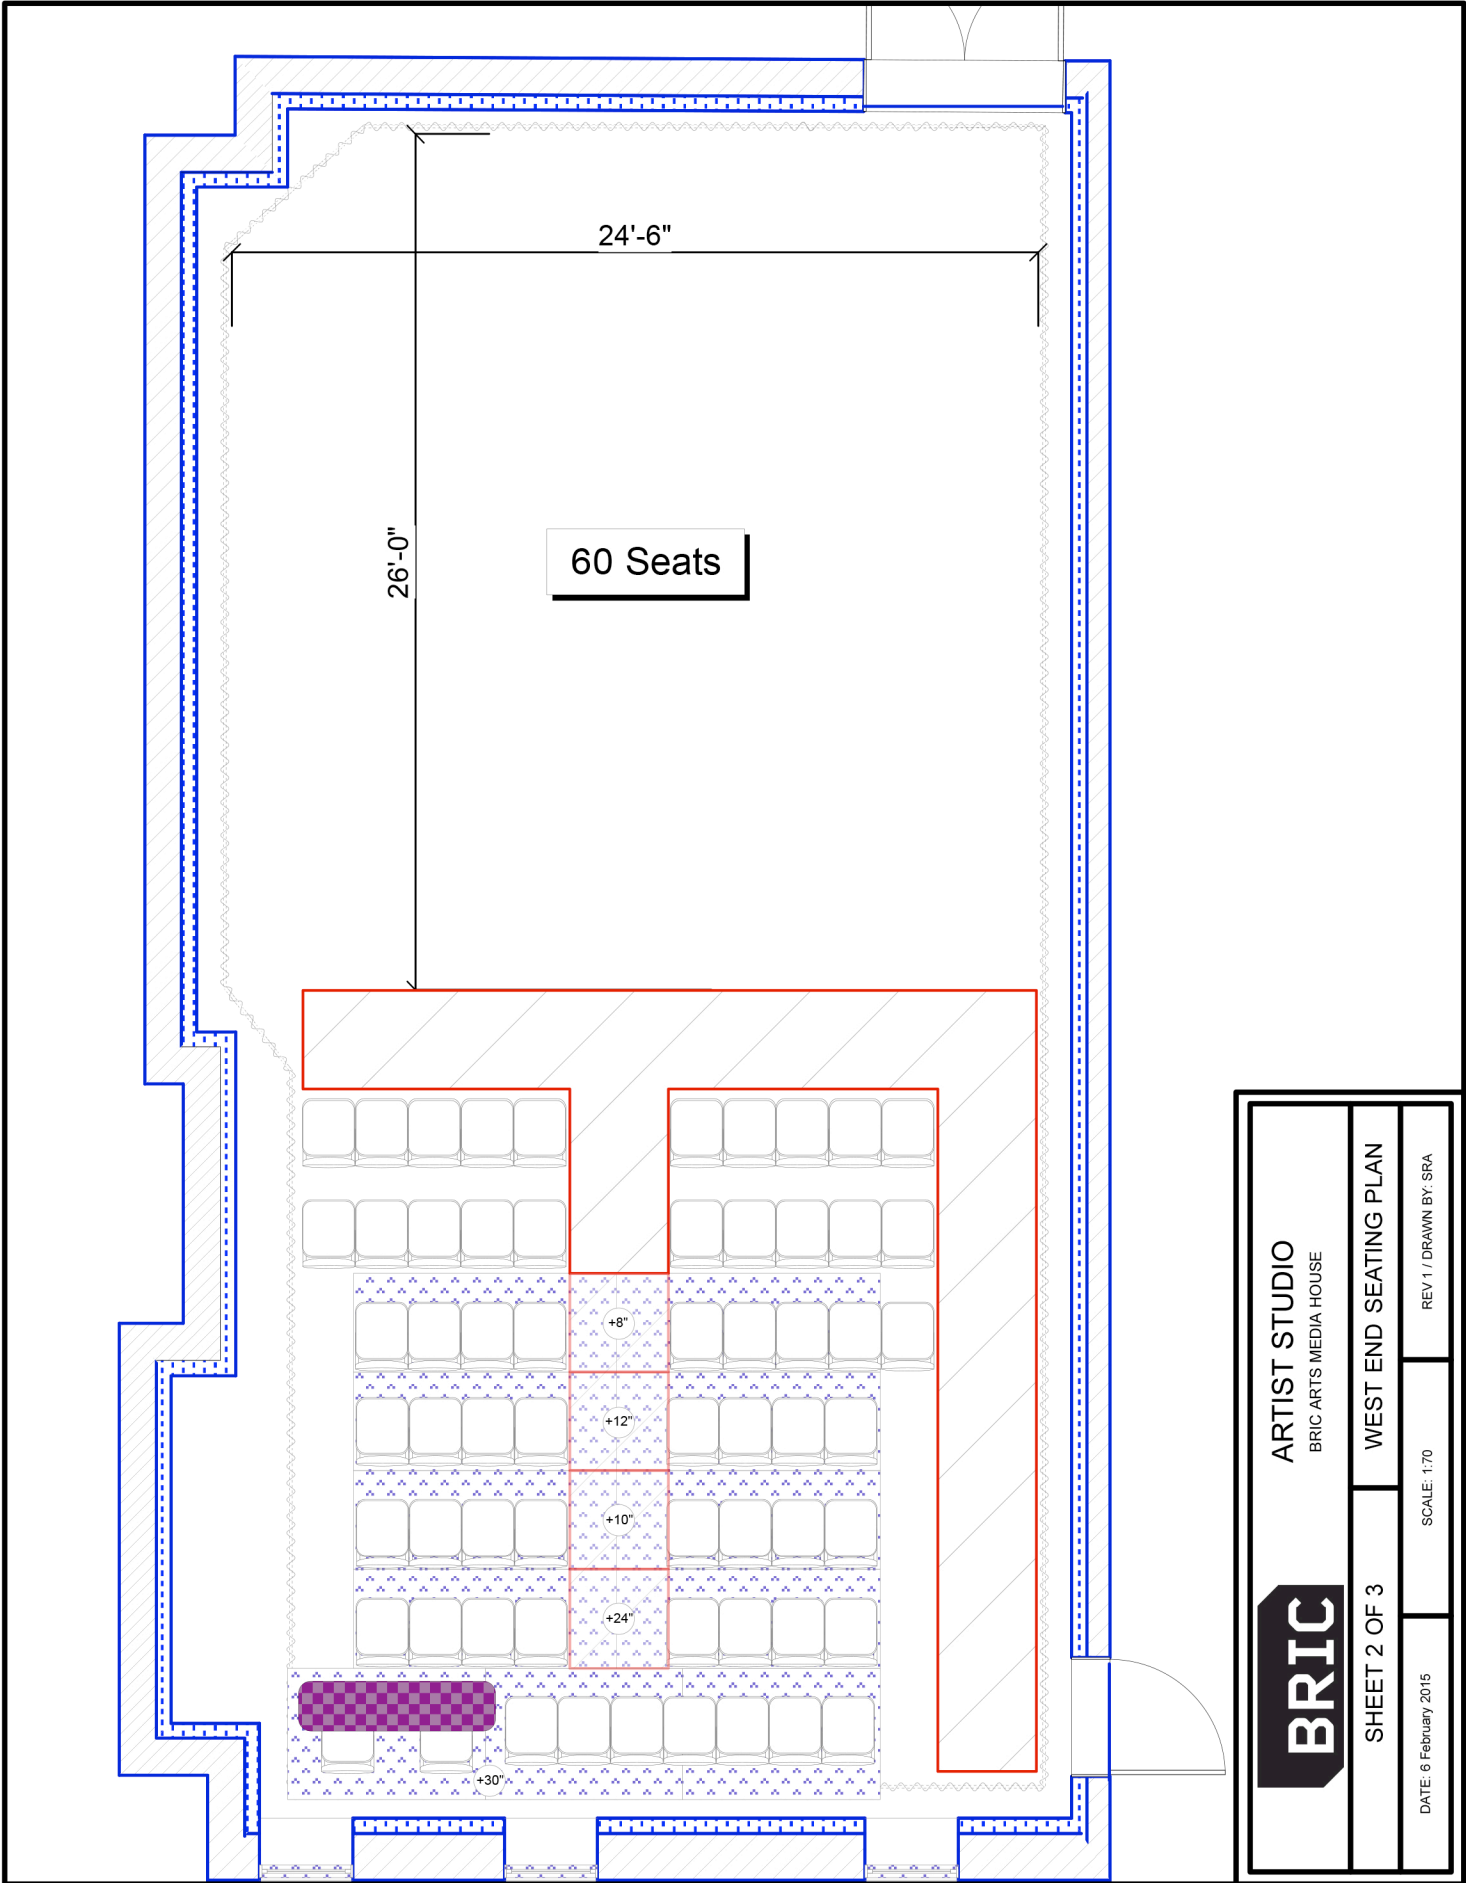 24'-6"
26'-0"
60 Seats
+8"
+12"
+10"
+24"
+30"
ARTIST STUDIO
BRIC ARTS MEDIA HOUSE
BRIC
WEST END SEATING PLAN
SHEET 2 OF 3
REV 1 / DRAWN BY: SRA
SCALE: 1:70
DATE: 6 February 2015